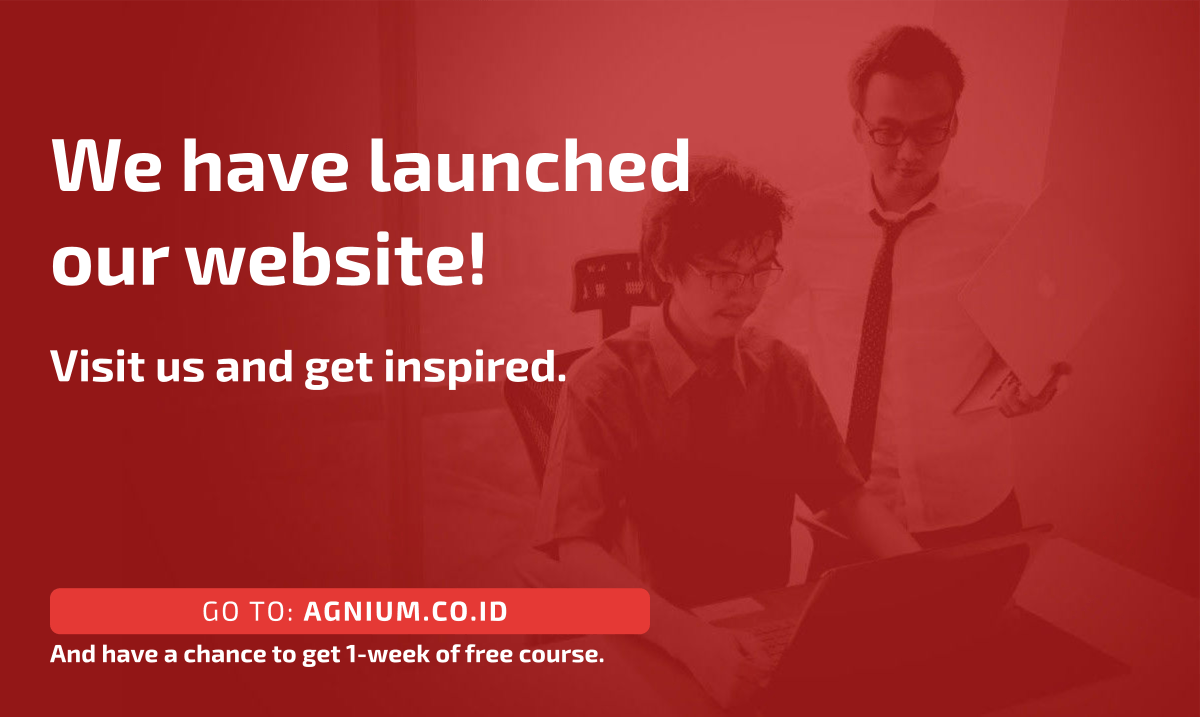 We have launched
our website!
Visit us and get inspired.
GO TO: AGNIUM.CO.ID
And have a chance to get 1-week of free course.